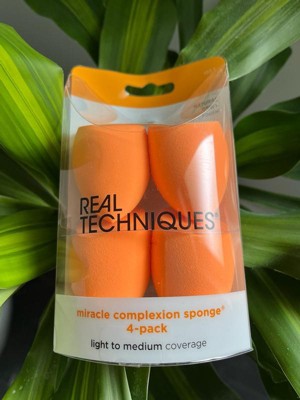 REAL
TECHNIQUES®
miracle complexion sponge®
4-pack
light to medium coverage